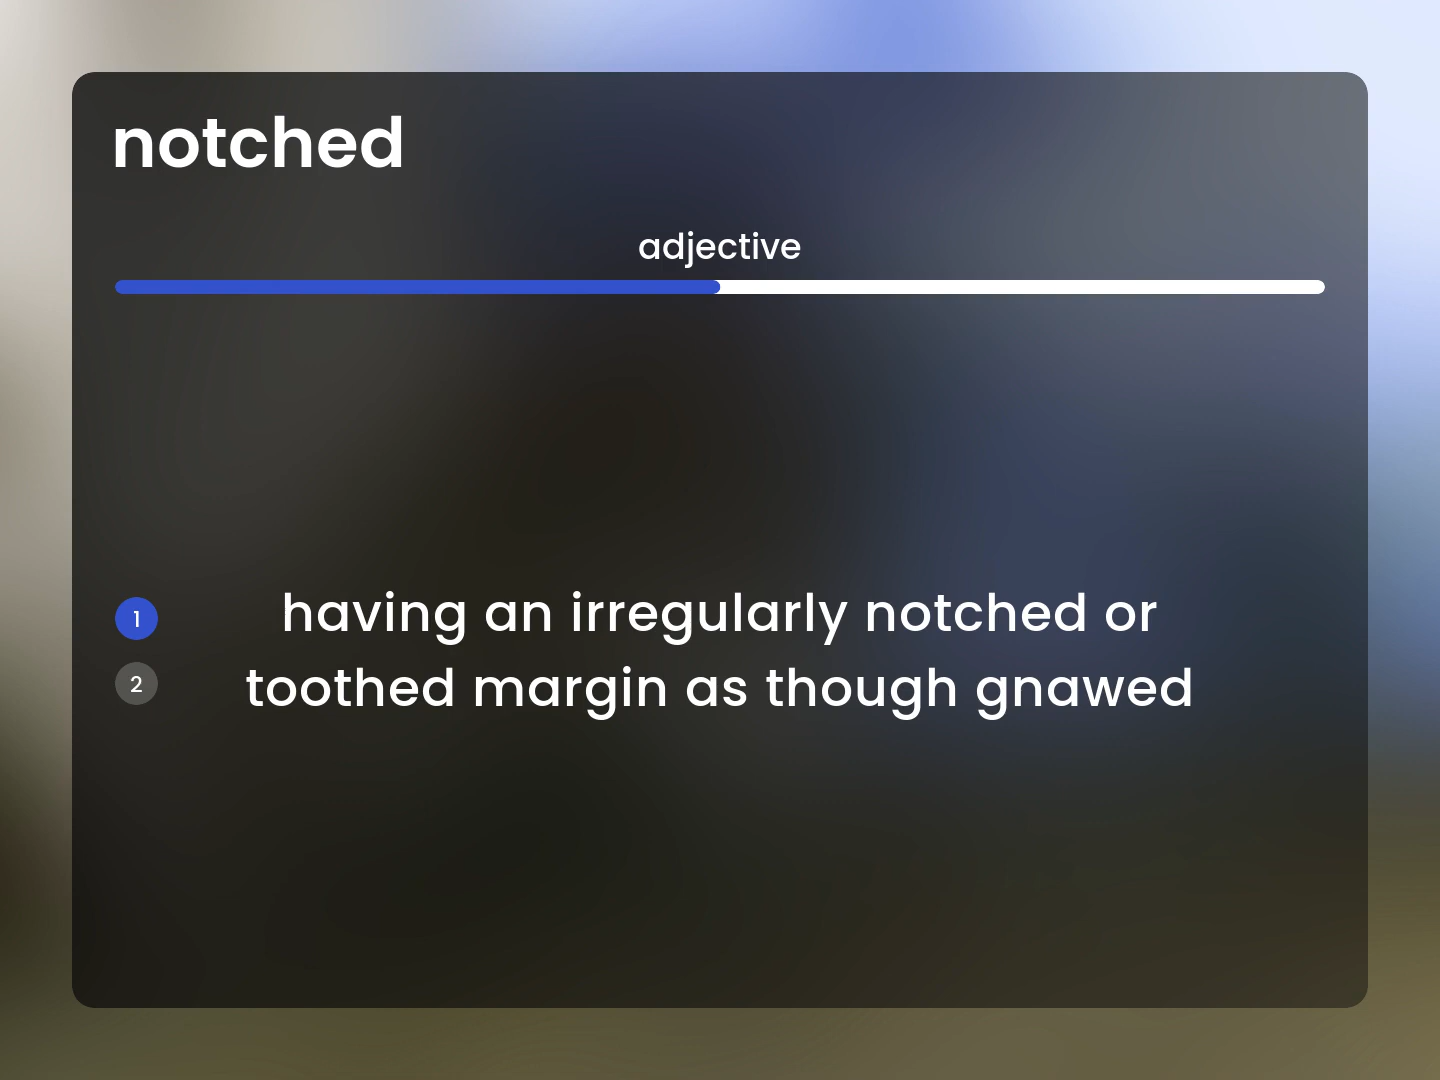 notched
adjective
1
having an irregularly notched or
2
toothed margin as though gnawed